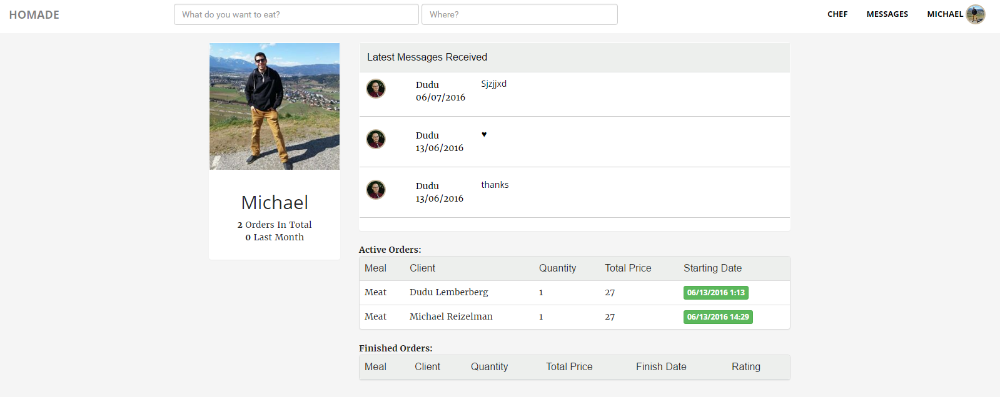 HOMADE What do you want to eat? Where? CHEF MESSAGES MICHAEL
Michael
2 Orders In Total
0 Last Month
Latest Messages Received
Dudu Sjzjjxd
06/07/2016
Dudu ♥
13/06/2016
Dudu thanks
13/06/2016
Active Orders:
Meal Client Quantity Total Price Starting Date
Meat Dudu Lemberberg 1 27 06/13/2016 1:13
Meat Michael Reizelman 1 27 06/13/2016 14:29
Finished Orders:
Meal Client Quantity Total Price Finish Date Rating